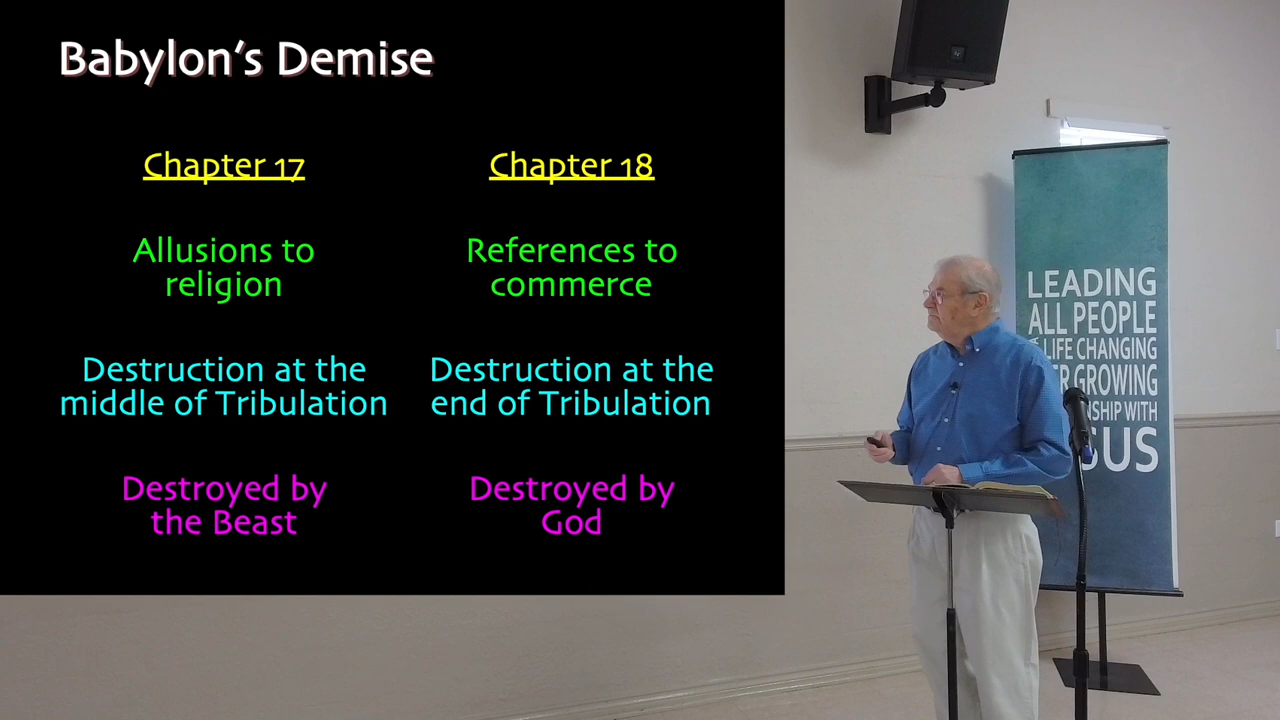 Babylon's Demise
Chapter 17
Chapter 18
Allusions to
religion
References to
commerce
Destruction at the
middle of Tribulation
Destruction at the
end of Tribulation
Destroyed by
the Beast
Destroyed by
God
LEADING
ALL PEOPLE
LIFE CHANGING
GROWING
WITH